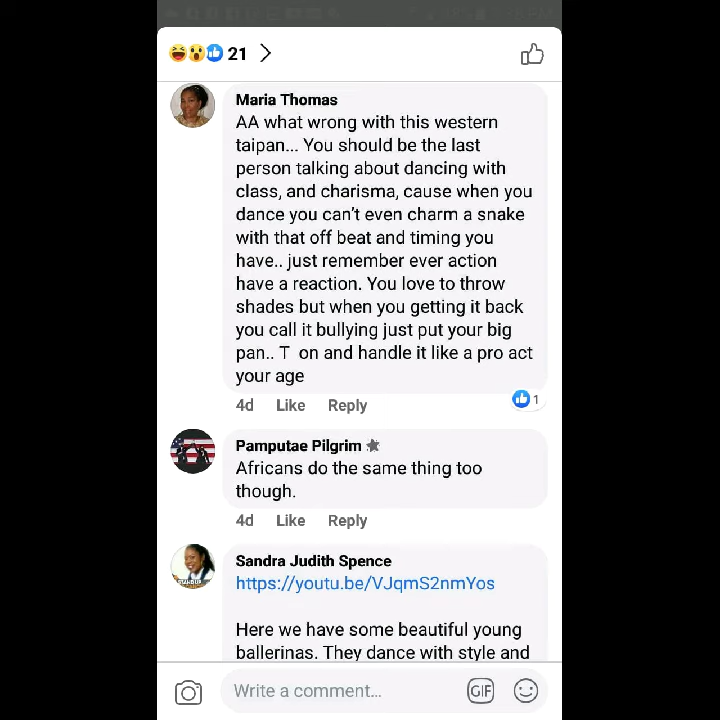 21
Maria Thomas
AA what wrong with this western
taipan... You should be the last
person talking about dancing with
class, and charisma, cause when you
dance you can't even charm a snake
with that off beat and timing you
have.. just remember ever action
have a reaction. You love to throw
shades but when you getting it back
you call it bullying just put your big
pan.. T on and handle it like a pro act
your age
4d Like Reply 1
Pamputae Pilgrim
Africans do the same thing too
though.
4d Like Reply
Sandra Judith Spence
https://youtu.be/VJqmS2nmYos
Here we have some beautiful young
ballerinas. They dance with style and
Write a comment... GIF